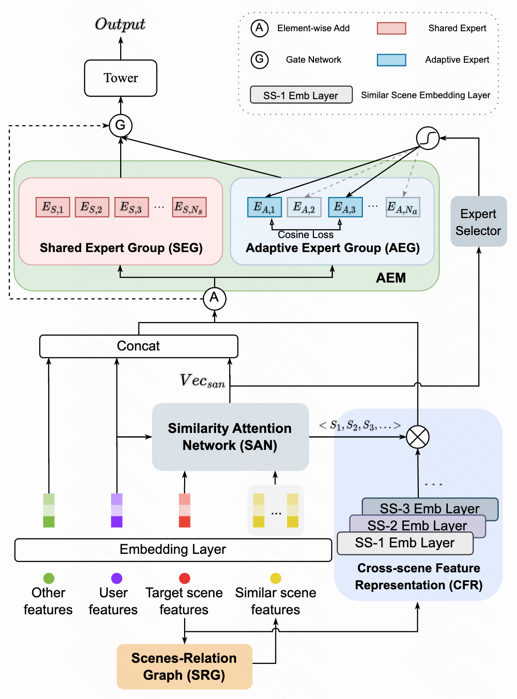 Output
A Element-wise Add
Shared Expert
Tower
G Gate Network
Adaptive Expert
SS-1 Emb Layer
Similar Scene Embedding Layer
G
E_{S,1} E_{S,2} E_{S,3} ... E_{S,N_s}
E_{A,1} E_{A,2} E_{A,3} ... E_{A,N_a}
Cosine Loss
Shared Expert Group (SEG)
Adaptive Expert Group (AEG)
AEM
Expert
Selector
A
Concat
Vec_{san}
Similarity Attention
Network (SAN)
< S_1, S_2, S_3, ... >
...
...
SS-3 Emb Layer
SS-2 Emb Layer
SS-1 Emb Layer
Cross-scene Feature
Representation (CFR)
Embedding Layer
Other
features
User
features
Target scene
features
Similar scene
features
Scenes-Relation
Graph (SRG)